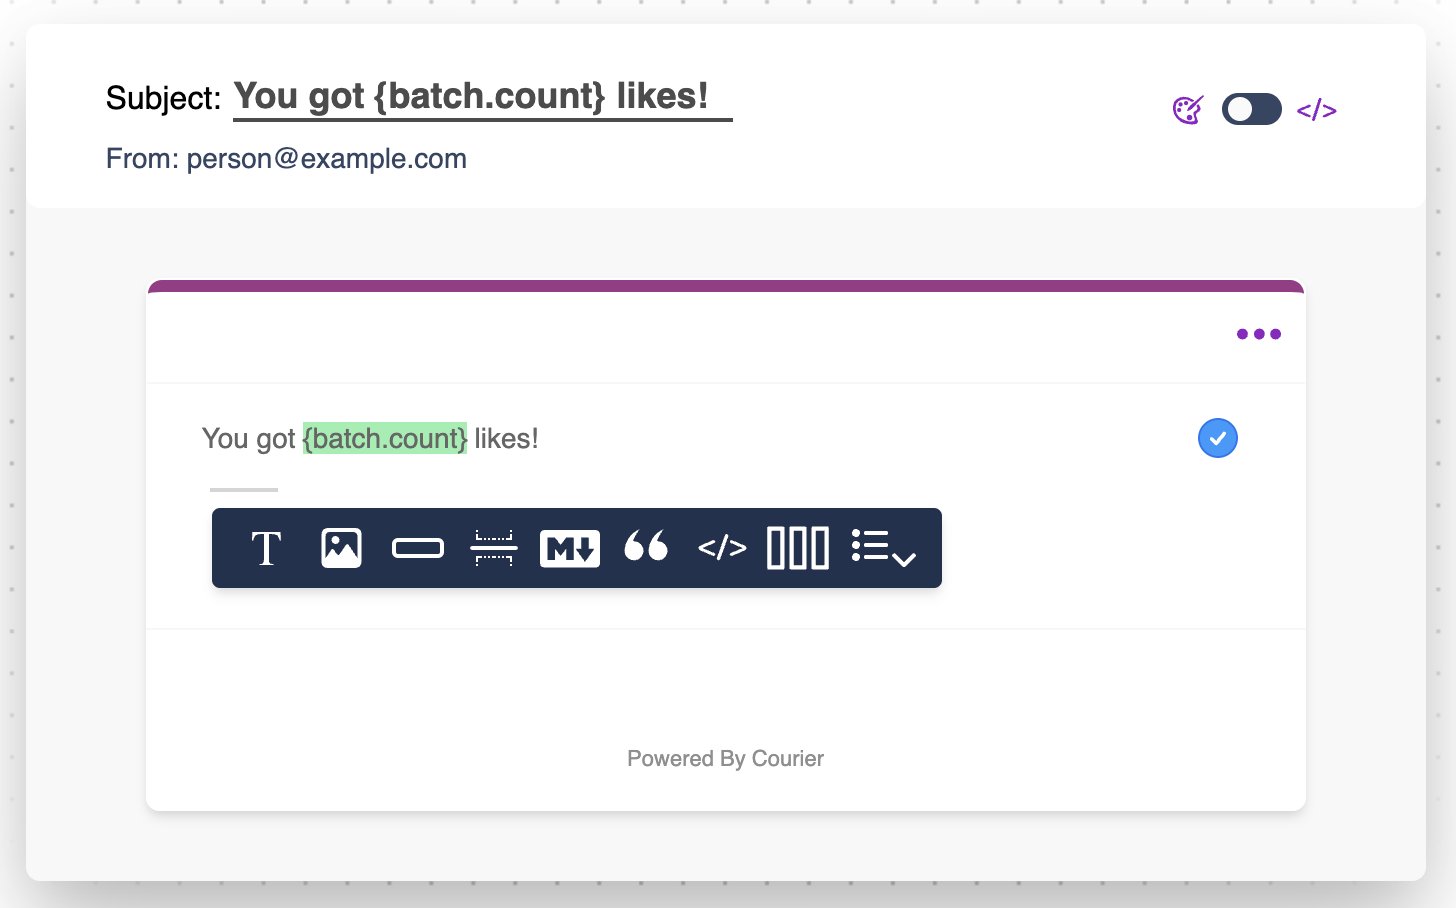 Subject: You got {batch.count} likes!
</>
From: person@example.com
You got {batch.count} likes!
T M </>
Powered By Courier